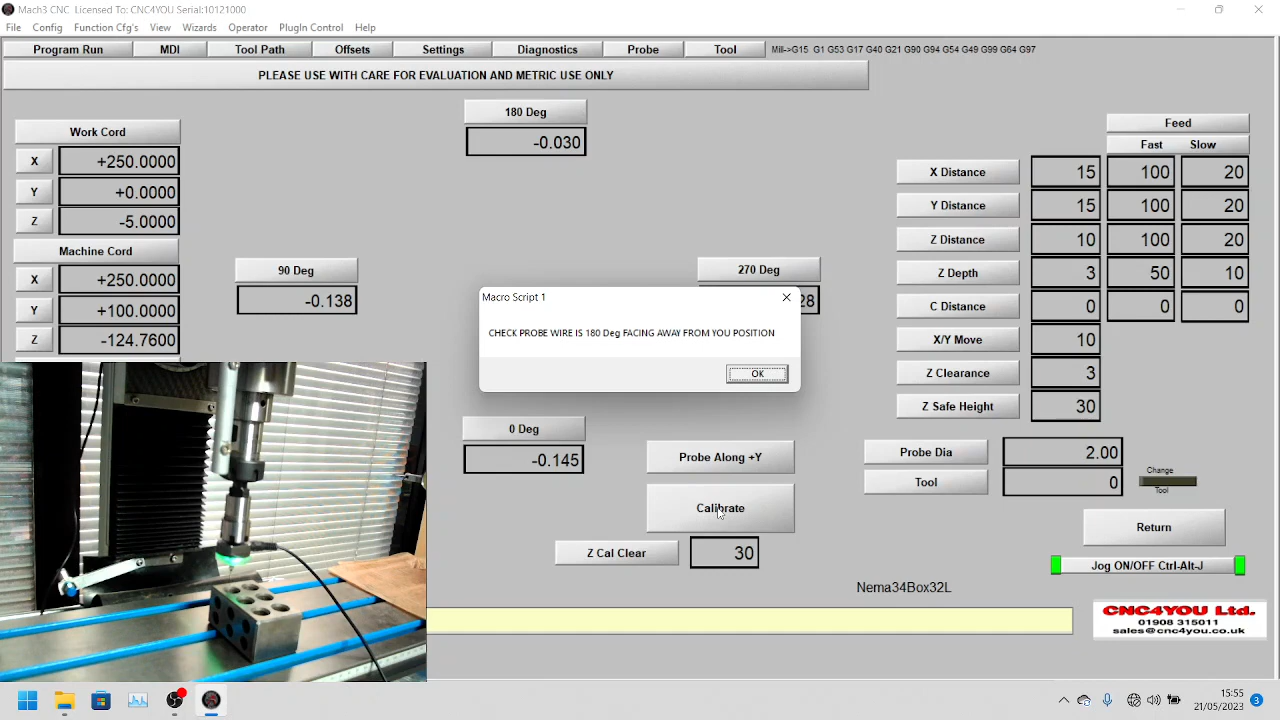 Mach3 CNC. Licensed To: CNC4YOU Serial:10121000
File Config Function Cfg's View Wizards Operator PlugIn Control Help
Program Run MDI Tool Path Offsets Settings Diagnostics Probe Tool Mill->G15 G1 G53 G17 G40 G21 G90 G94 G54 G49 G99 G64 G97
PLEASE USE WITH CARE FOR EVALUATION AND METRIC USE ONLY
180 Deg
-0.030
Work Cord
X +250.0000
Y +0.0000
Z -5.0000
Machine Cord
X +250.0000
Y +100.0000
Z -124.7600
90 Deg
-0.138
270 Deg
28
Macro Script 1
CHECK PROBE WIRE IS 180 Deg FACING AWAY FROM YOU POSITION
OK
Feed
Fast Slow
X Distance 15 100 20
Y Distance 15 100 20
Z Distance 10 100 20
Z Depth 3 50 10
C Distance 0 0 0
X/Y Move 10
Z Clearance 3
Z Safe Height 30
0 Deg
-0.145
Probe Along +Y
Calibrate
Z Cal Clear 30
Probe Dia 2.00
Tool 0
Change
Tool
Return
Jog ON/OFF Ctrl-Alt-J
Nema34Box32L
CNC4YOU Ltd.
01908 315011
sales@cnc4you.co.uk
15:55
21/05/2023
3